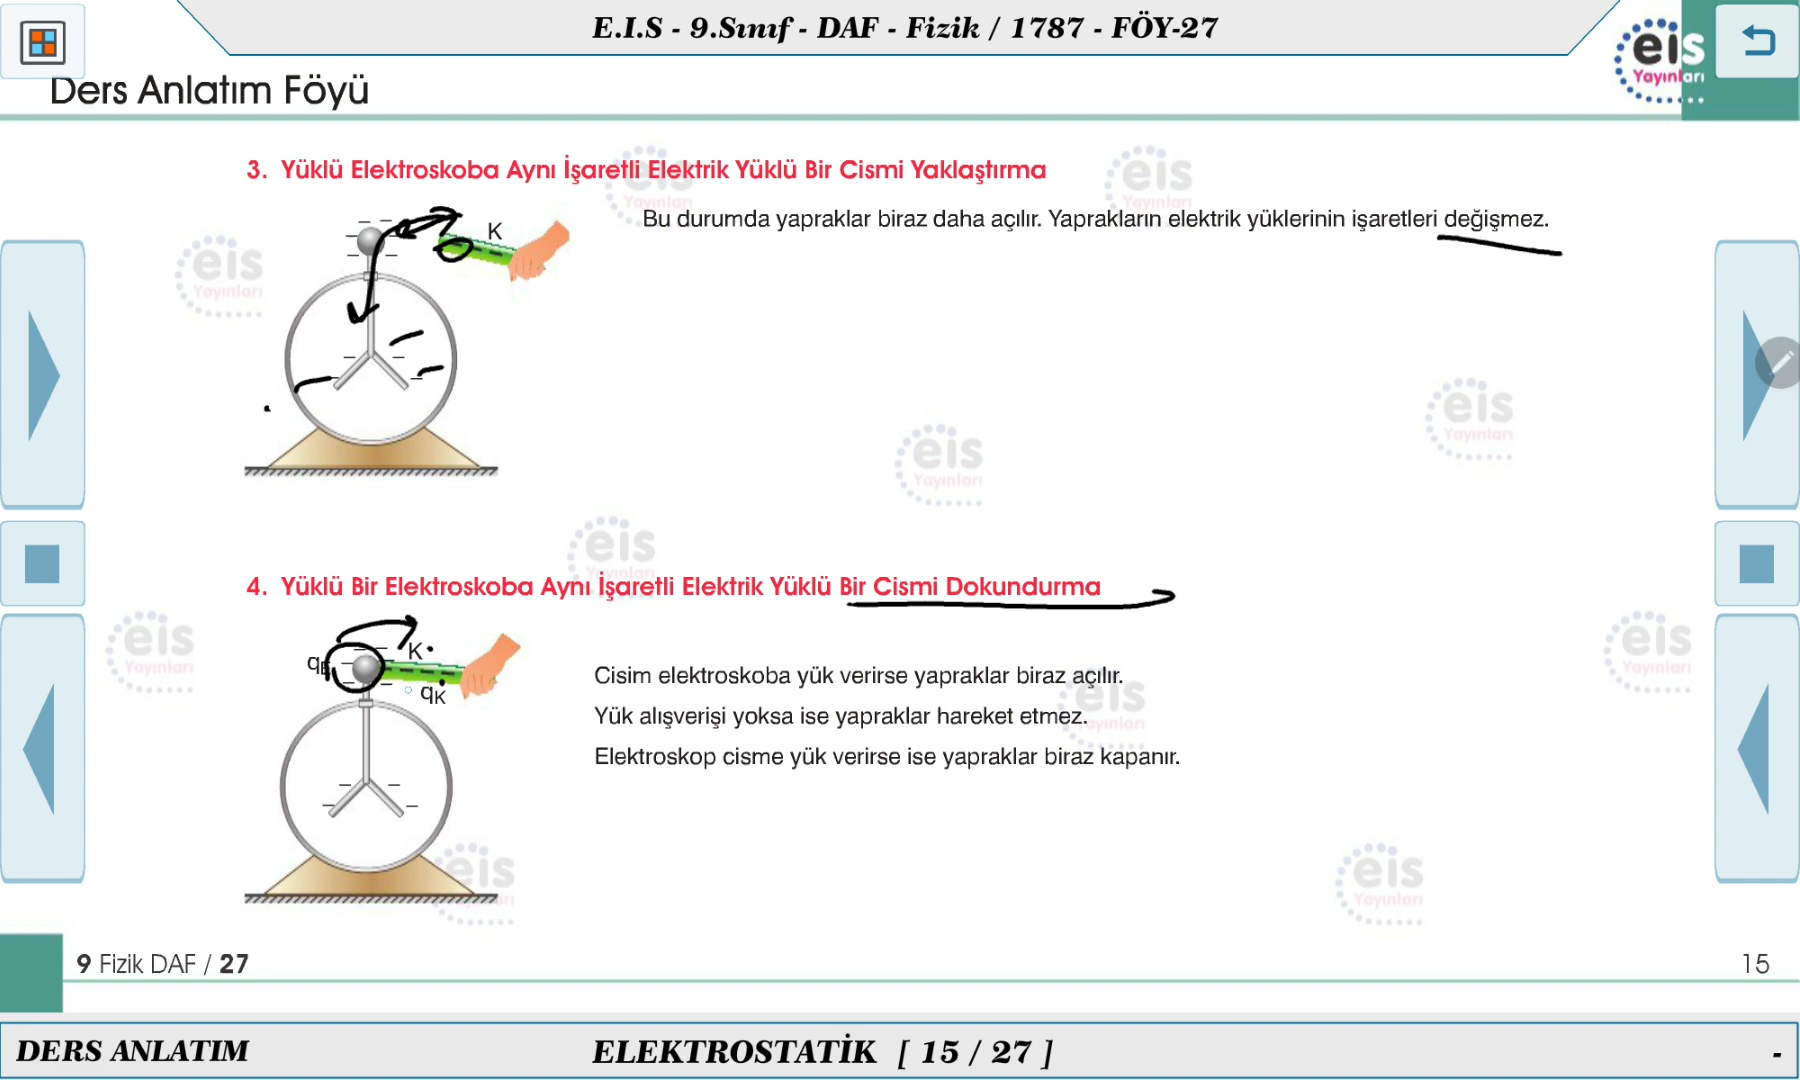 E.I.S - 9.Sınıf - DAF - Fizik / 1787 - FÖY-27
eis
Yayınları
Ders Anlatım Föyü
3. Yüklü Elektroskoba Aynı İşaretli Elektrik Yüklü Bir Cismi Yaklaştırma
K
Bu durumda yapraklar biraz daha açılır. Yaprakların elektrik yüklerinin işaretleri değişmez.
4. Yüklü Bir Elektroskoba Aynı İşaretli Elektrik Yüklü Bir Cismi Dokundurma
K
qE
qK
Cisim elektroskoba yük verirse yapraklar biraz açılır.
Yük alışverişi yoksa ise yapraklar hareket etmez.
Elektroskop cisme yük verirse ise yapraklar biraz kapanır.
9 Fizik DAF / 27
15
DERS ANLATIM
ELEKTROSTATİK [ 15 / 27 ]
-